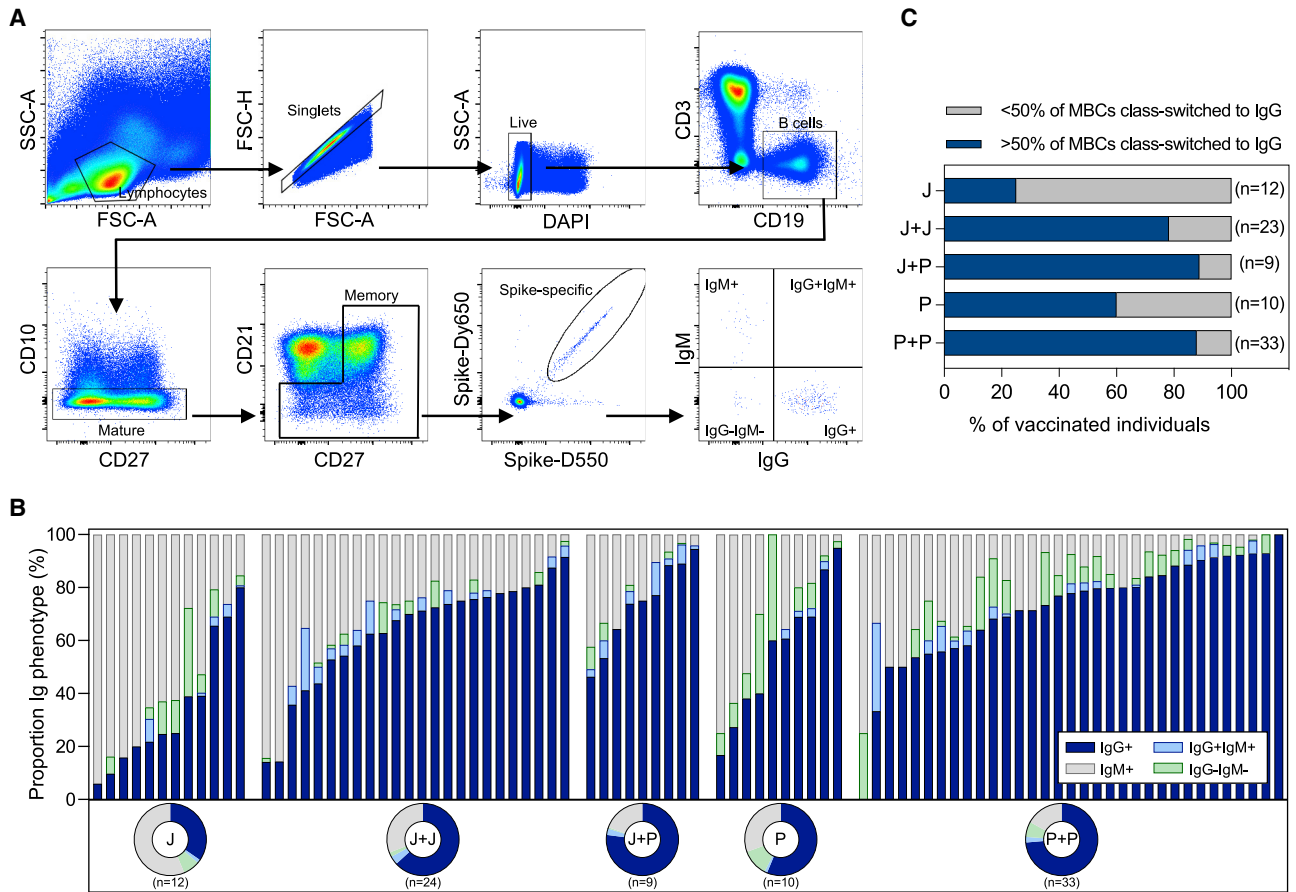 A
SSC-A
Lymphocytes
FSC-A
FSC-H
Singlets
FSC-A
SSC-A
Live
DAPI
CD3
B cells
CD19
CD10
Mature
CD27
CD21
Memory
CD27
Spike-Dy650
Spike-specific
Spike-D550
IgM
IgM+
IgG+IgM+
IgG-IgM-
IgG+
IgG
C
<50% of MBCs class-switched to IgG
>50% of MBCs class-switched to IgG
J (n=12)
J+J (n=23)
J+P (n=9)
P (n=10)
P+P (n=33)
0 20 40 60 80 100
% of vaccinated individuals
B
Proportion Ig phenotype (%)
100
80
60
40
20
0
IgG+ IgG+IgM+
IgM+ IgG-IgM-
J J+J J+P P P+P
(n=12) (n=24) (n=9) (n=10) (n=33)